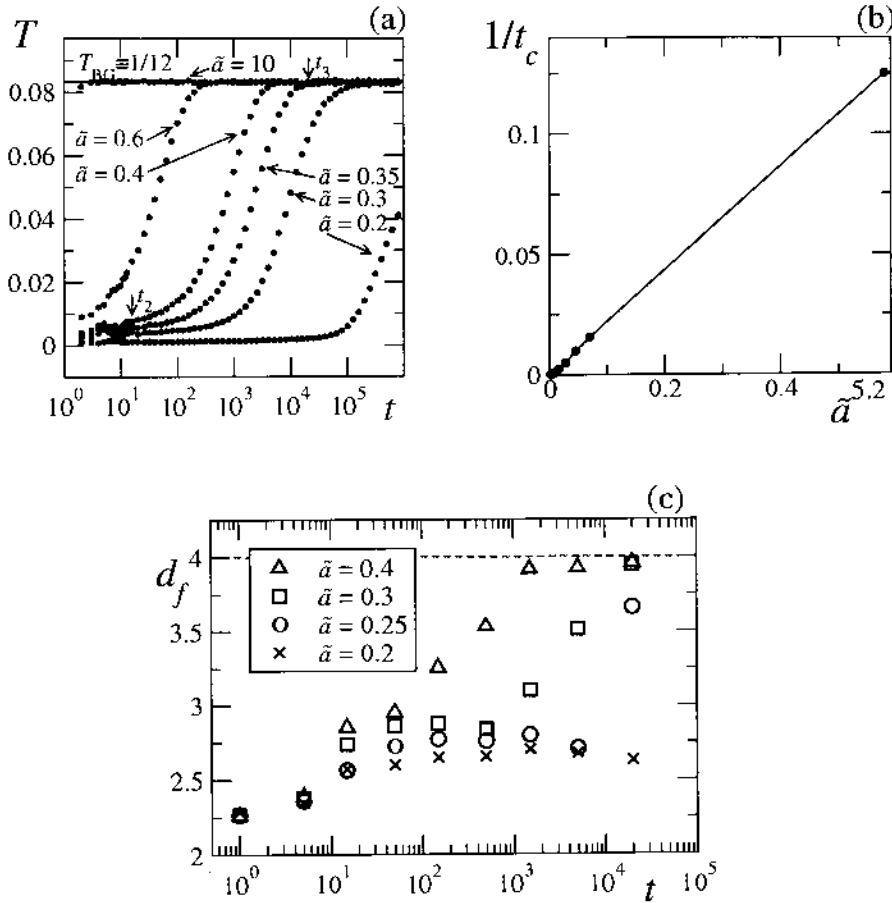 (a)
T
T_BG=1/12
ã = 10
t_3
0.08
ã = 0.6
0.06
ã = 0.4
ã = 0.35
ã = 0.3
ã = 0.2
0.04
0.02
t_2
0
10^0 10^1 10^2 10^3 10^4 10^5 t
(b)
1/t_c
0.1
0.05
0
0 0.2 0.4 ã^5.2
(c)
4
d_f
ã = 0.4
ã = 0.3
ã = 0.25
ã = 0.2
3.5
3
2.5
2
10^0 10^1 10^2 10^3 10^4 t 10^5